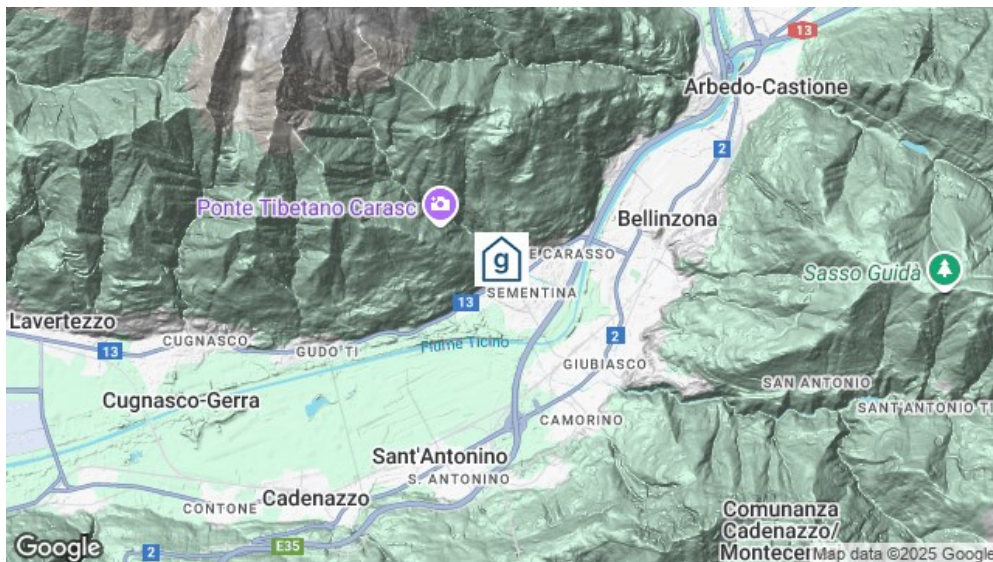 13
Arbedo-Castione
2
Ponte Tibetano Carasc
Bellinzona
g
E CARASSO
Sasso Guidà
SEMENTINA
13
Lavertezzo
CUGNASCO
Fiume Ticino
2
13
GUDO TI
GIUBIASCO
SAN ANTONIO
Cugnasco-Gerra
SANT'ANTONIO TI
CAMORINO
Sant'Antonino
S. ANTONINO
Cadenazzo
CONTONE
Comunanza
Cadenazzo/
Google
2
E35
Map data ©2025 Google